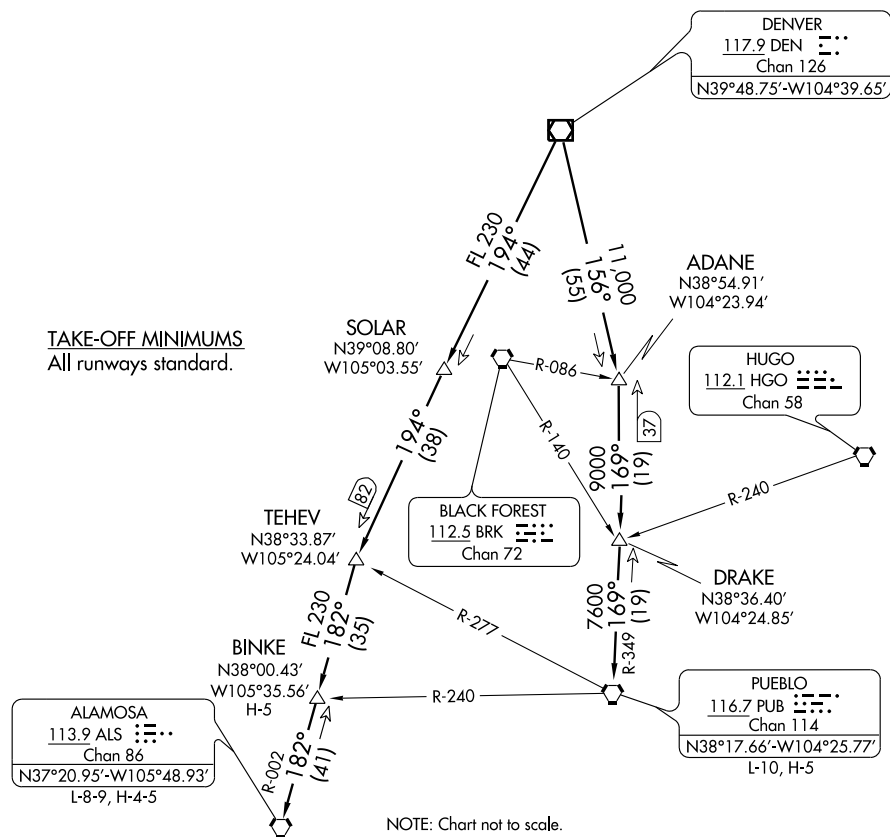 DENVER
117.9 DEN
Chan 126
N39°48.75'-W104°39.65'
FL 230
194°
(44)
11,000
156°
(55)
ADANE
N38°54.91'
W104°23.94'
TAKE-OFF MINIMUMS
All runways standard.
SOLAR
N39°08.80'
W105°03.55'
R-086
HUGO
112.1 HGO
Chan 58
194°
(38)
R-140
37
9000
169°
(19)
R-240
82
BLACK FOREST
112.5 BRK
Chan 72
TEHEV
N38°33.87'
W105°24.04'
DRAKE
N38°36.40'
W104°24.85'
FL 230
182°
(35)
R-277
7600
169°
(19)
R-349
BINKE
N38°00.43'
W105°35.56'
H-5
R-240
PUEBLO
116.7 PUB
Chan 114
N38°17.66'-W104°25.77'
L-10, H-5
ALAMOSA
113.9 ALS
Chan 86
N37°20.95'-W105°48.93'
L-8-9, H-4-5
R-002
182°
(41)
NOTE: Chart not to scale.